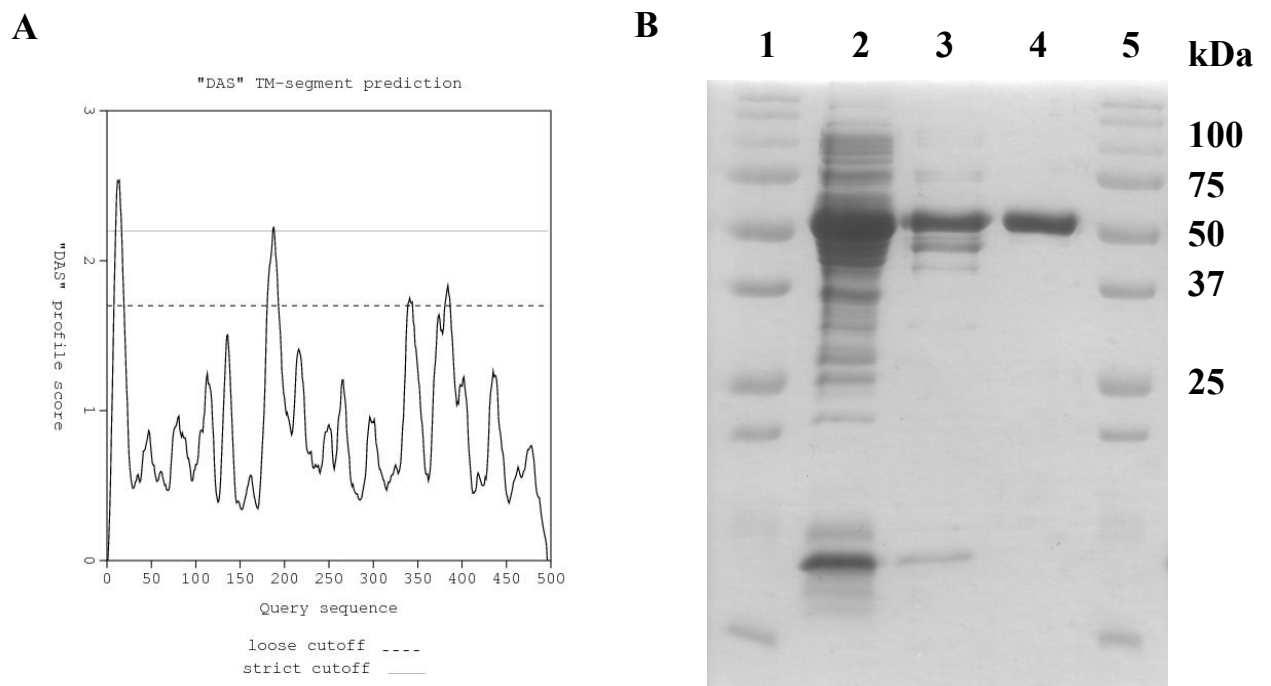 A
"DAS" TM-segment prediction
"DAS" profile score
3
2
1
0
0 50 100 150 200 250 300 350 400 450 500
Query sequence
loose cutoff ----
strict cutoff ——
B
1 2 3 4 5 kDa
100
75
50
37
25